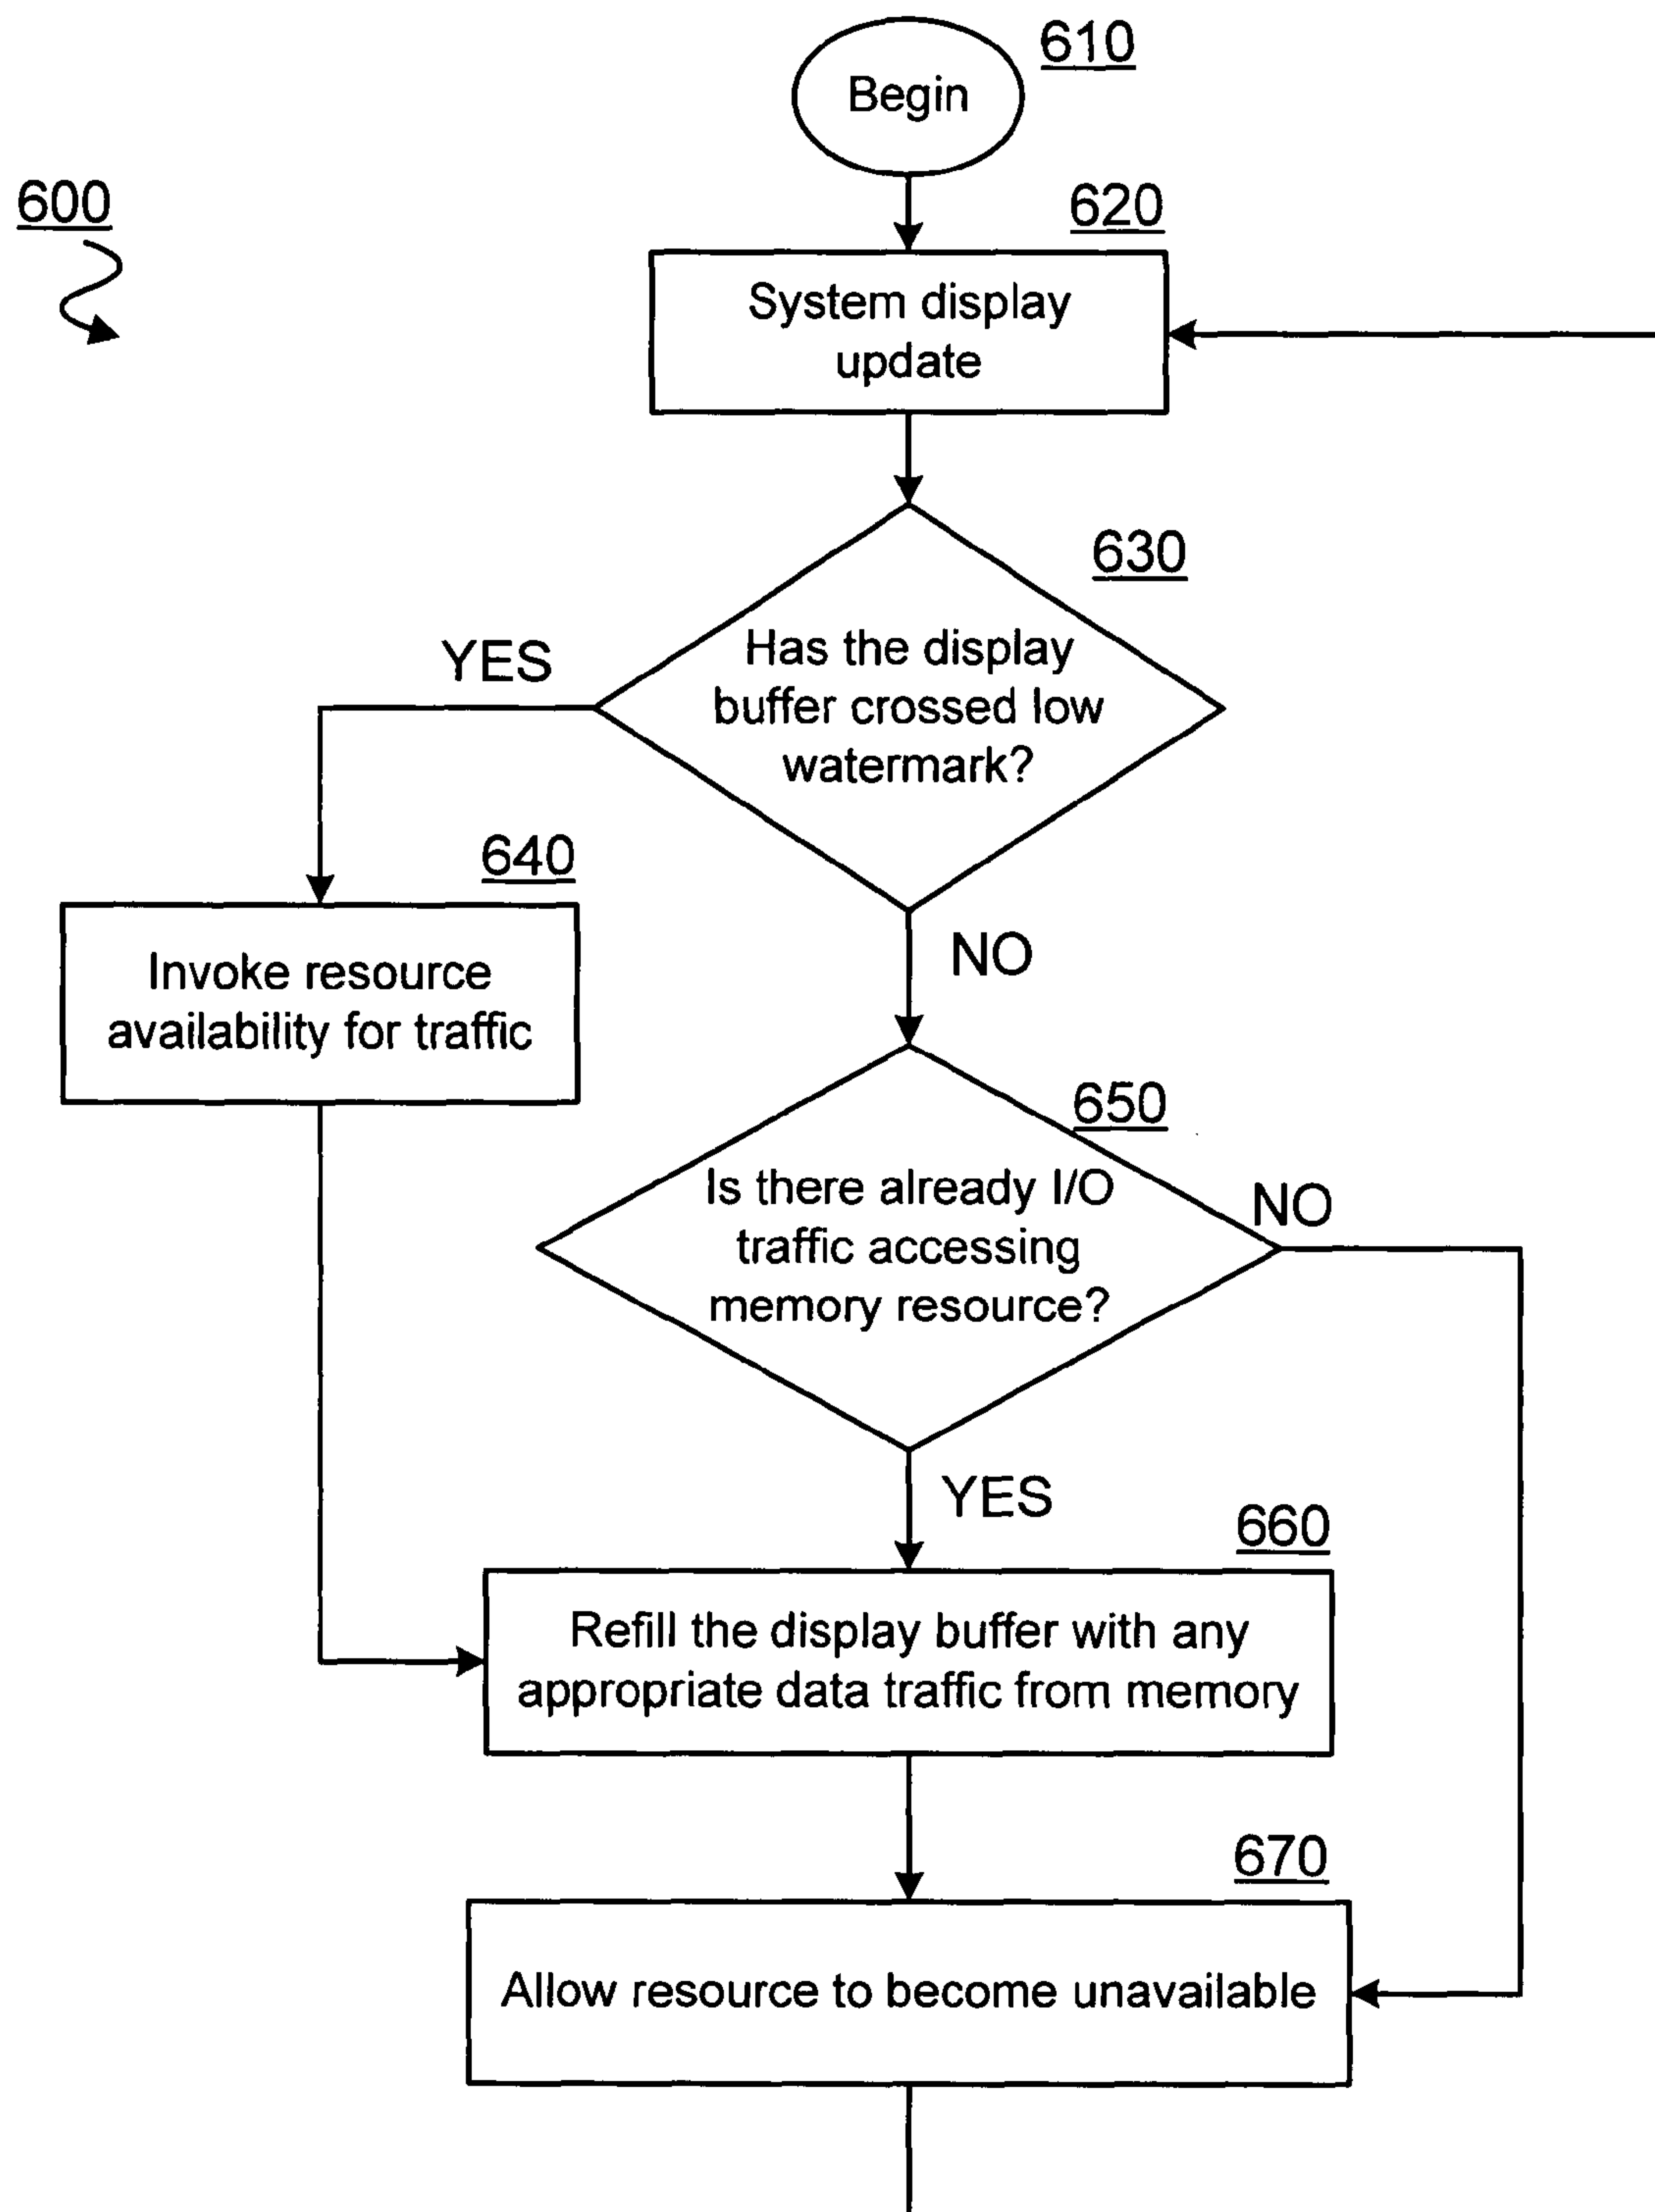 610
Begin
600
620
System display
update
630
Has the display
buffer crossed low
watermark?
YES
640
Invoke resource
availability for traffic
NO
650
Is there already I/O
traffic accessing
memory resource?
NO
YES
660
Refill the display buffer with any
appropriate data traffic from memory
670
Allow resource to become unavailable